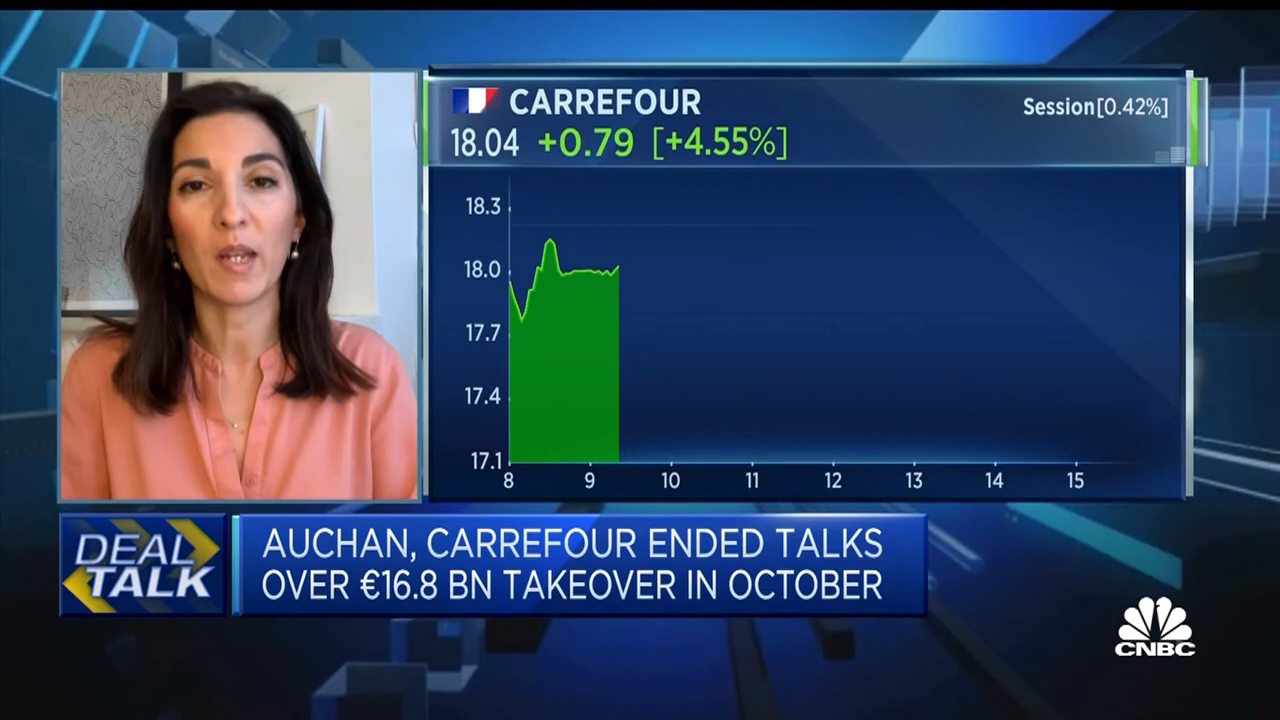 CARREFOUR
Session[0.42%]
18.04 +0.79 [+4.55%]
18.3
18.0
17.7
17.4
17.1
8 9 10 11 12 13 14 15
DEAL
TALK
AUCHAN, CARREFOUR ENDED TALKS
OVER €16.8 BN TAKEOVER IN OCTOBER
CNBC